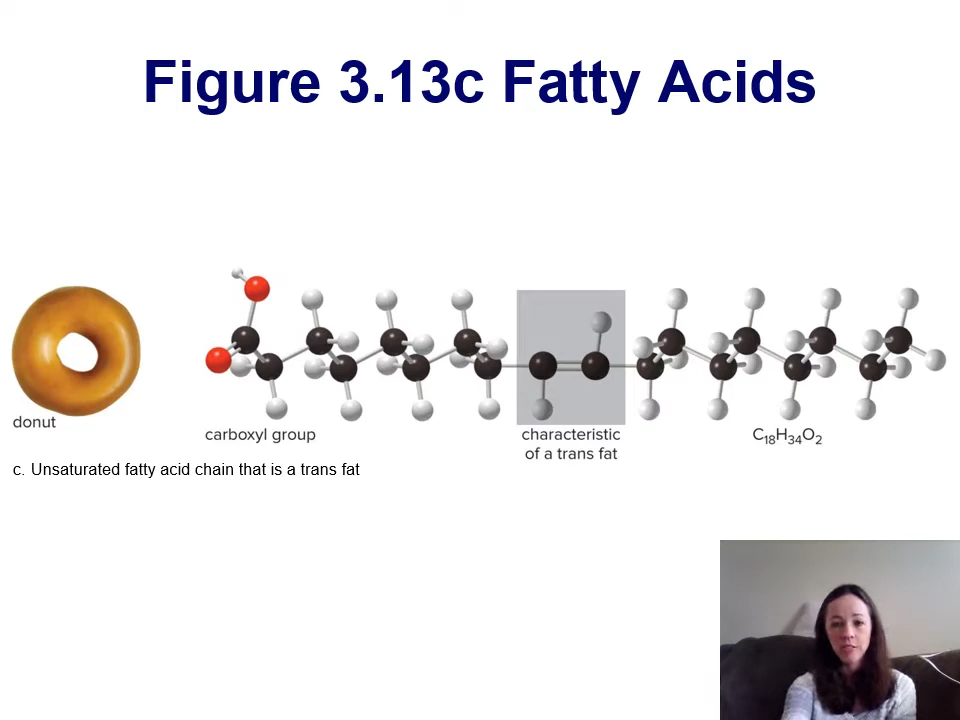 Figure 3.13c Fatty Acids
donut
carboxyl group
characteristic
of a trans fat
C₁₈H₃₄O₂
c. Unsaturated fatty acid chain that is a trans fat